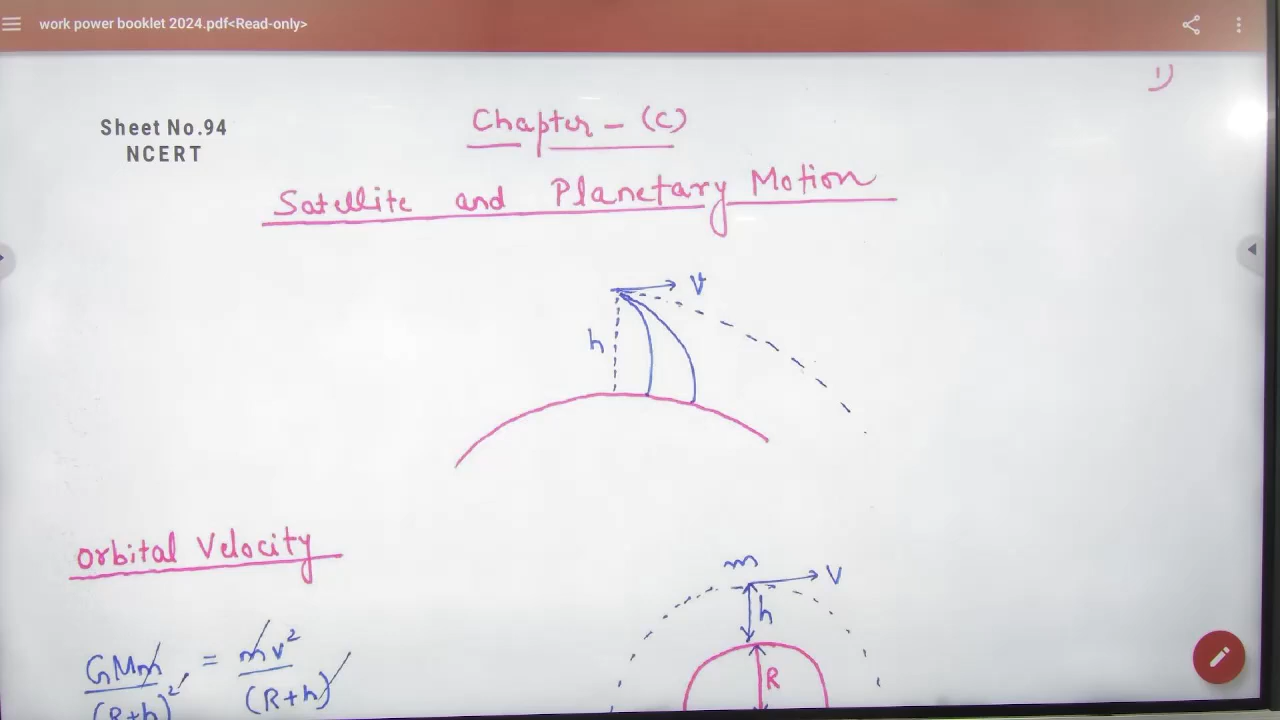 work power booklet 2024.pdf<Read-only>
1)
Sheet No.94
NCERT
Chapter - (C)
Satellite and Planetary Motion
v
h
Orbital Velocity
m
v
h
R
GMm/(R+h)² = mv²/(R+h)